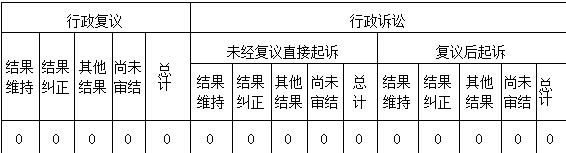 行政复议 行政诉讼
未经复议直接起诉 复议后起诉
结果维持 结果纠正 其他结果 尚未审结 总计 结果维持 结果纠正 其他结果 尚未审结 总计 结果维持 结果纠正 其他结果 尚未审结 总计
0 0 0 0 0 0 0 0 0 0 0 0 0 0 0